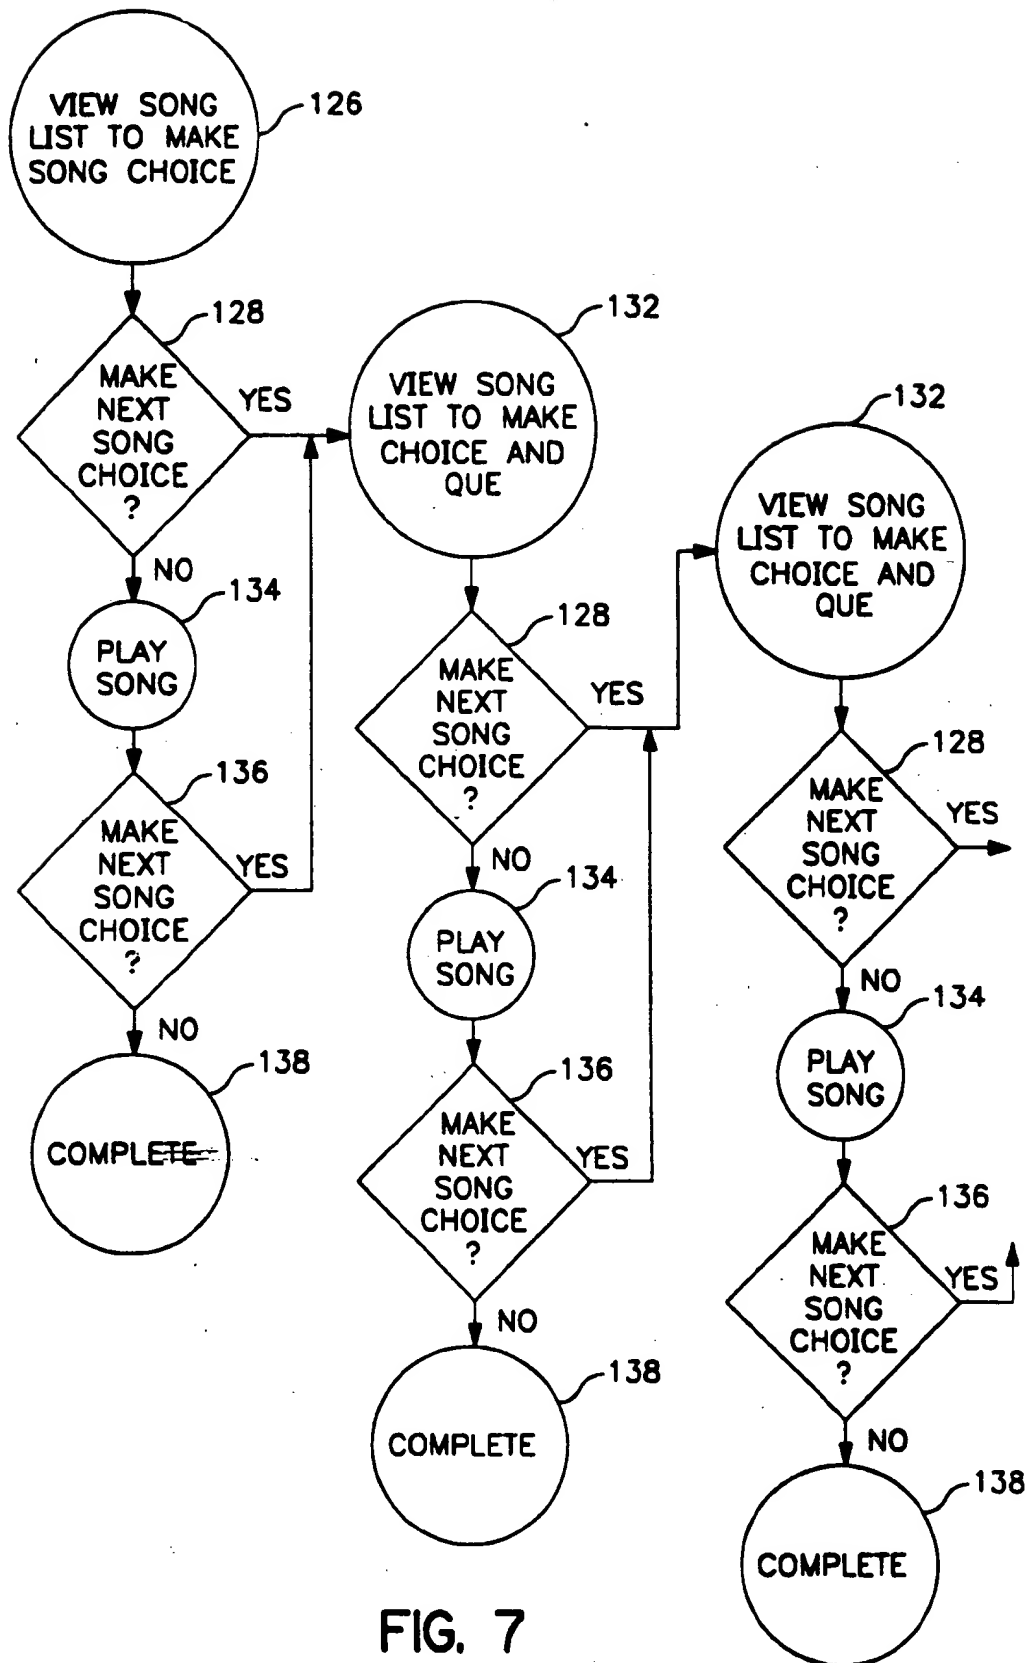 VIEW SONG
LIST TO MAKE
SONG CHOICE
126
128
MAKE
NEXT
SONG
CHOICE
?
YES
NO
134
PLAY
SONG
136
MAKE
NEXT
SONG
CHOICE
?
YES
NO
138
COMPLETE
132
VIEW SONG
LIST TO MAKE
CHOICE AND
QUE
128
MAKE
NEXT
SONG
CHOICE
?
YES
NO
134
PLAY
SONG
136
MAKE
NEXT
SONG
CHOICE
?
YES
NO
138
COMPLETE
132
VIEW SONG
LIST TO MAKE
CHOICE AND
QUE
128
MAKE
NEXT
SONG
CHOICE
?
YES
NO
134
PLAY
SONG
136
MAKE
NEXT
SONG
CHOICE
?
YES
NO
138
COMPLETE
FIG. 7